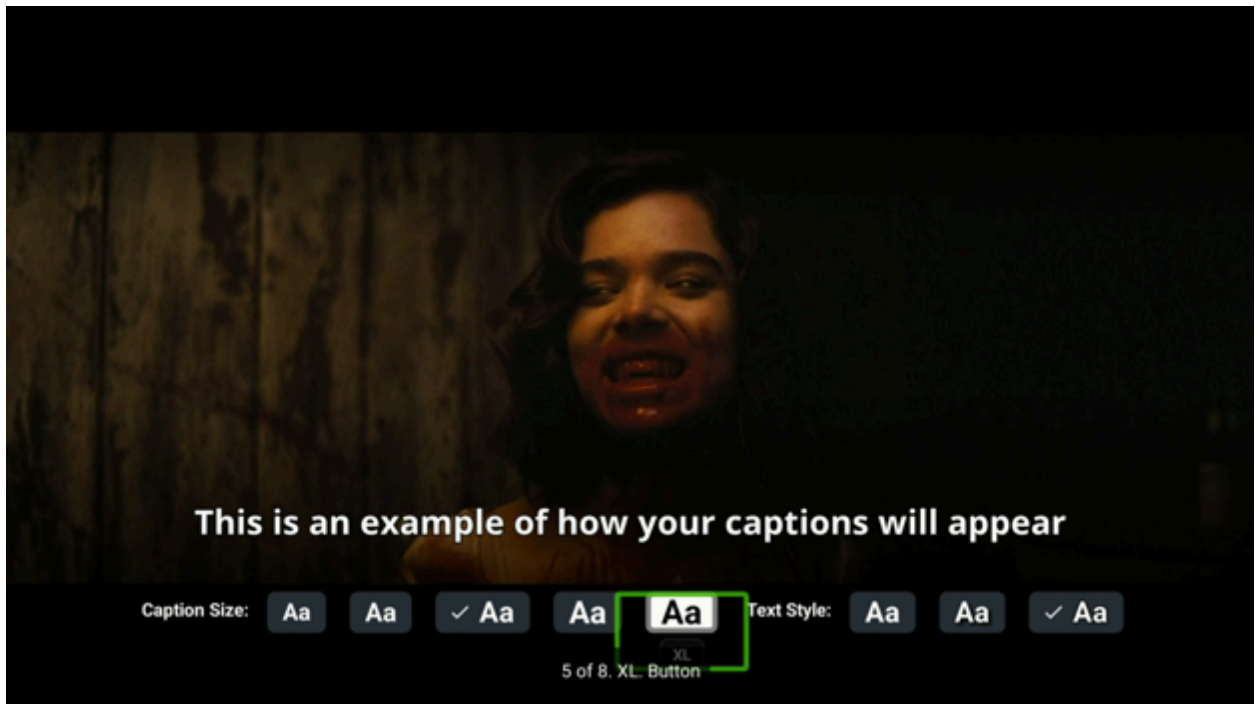 This is an example of how your captions will appear
Caption Size: Aa Aa ✓ Aa Aa Aa Text Style: Aa Aa ✓ Aa
XL
5 of 8. XL. Button